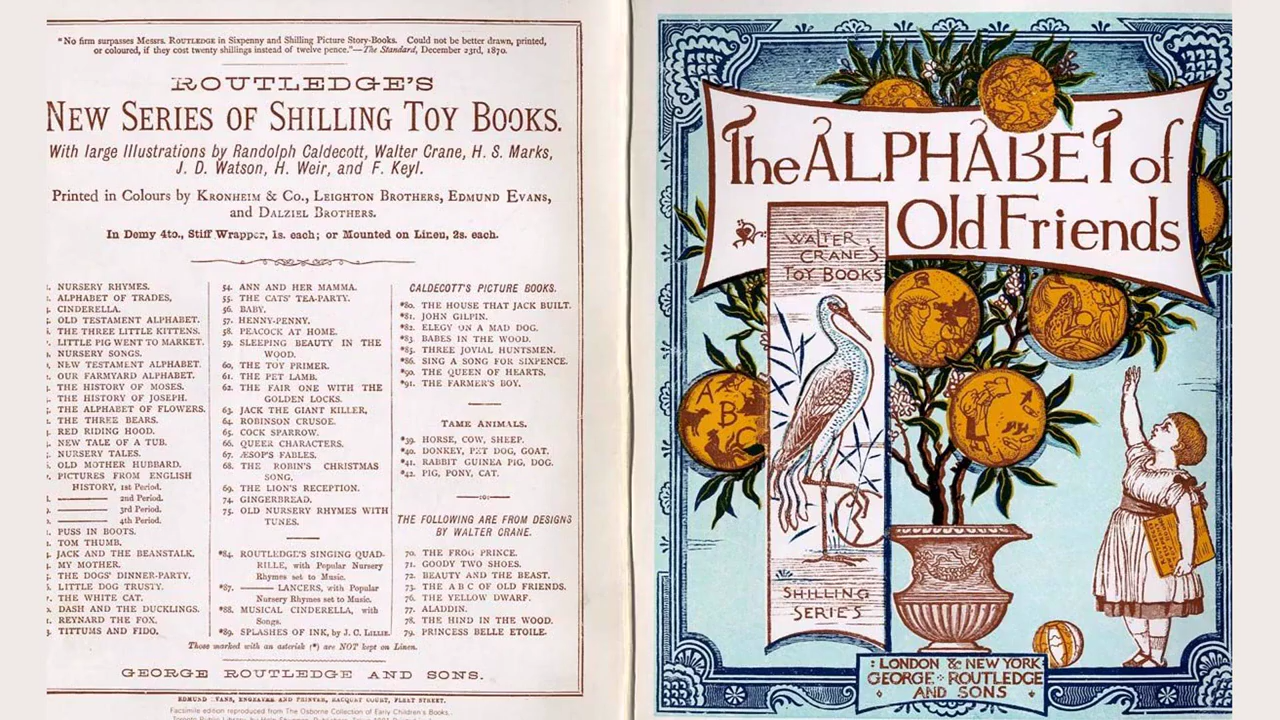 "No firm surpasses Messrs. ROUTLEDGE in Sixpenny and Shilling Picture Story-Books. Could not be better drawn, printed,
or coloured, if they cost twenty shillings instead of twelve pence."—The Standard, December 23rd, 1870.
ROUTLEDGE'S
NEW SERIES OF SHILLING TOY BOOKS.
With large Illustrations by Randolph Caldecott, Walter Crane, H. S. Marks,
J. D. Watson, H. Weir, and F. Keyl.
Printed in Colours by KRONHEIM & CO., LEIGHTON BROTHERS, EDMUND EVANS,
and DALZIEL BROTHERS.
In Demy 4to., Stiff Wrapper, 1s. each; or Mounted on Linen, 2s. each.
NURSERY RHYMES.
ALPHABET OF TRADES.
CINDERELLA.
OLD TESTAMENT ALPHABET.
THE THREE LITTLE KITTENS.
LITTLE PIG WENT TO MARKET.
NURSERY SONGS.
NEW TESTAMENT ALPHABET.
OUR FARMYARD ALPHABET.
THE HISTORY OF MOSES.
THE HISTORY OF JOSEPH.
THE ALPHABET OF FLOWERS.
THE THREE BEARS.
RED RIDING HOOD.
NEW TALE OF A TUB.
NURSERY TALES.
OLD MOTHER HUBBARD.
PICTURES FROM ENGLISH
HISTORY, 1st Period.
2nd Period.
3rd Period.
4th Period.
PUSS IN BOOTS.
TOM THUMB.
JACK AND THE BEANSTALK.
MY MOTHER.
THE DOGS' DINNER-PARTY.
LITTLE DOG TRUSTY.
THE WHITE CAT.
DASH AND THE DUCKLINGS.
REYNARD THE FOX.
TITTUMS AND FIDO.
54. ANN AND HER MAMMA.
55. THE CATS' TEA-PARTY.
56. BABY.
57. HENNY-PENNY.
58. PEACOCK AT HOME.
59. SLEEPING BEAUTY IN THE
WOOD.
60. THE TOY PRIMER.
61. THE PET LAMB.
62. THE FAIR ONE WITH THE
GOLDEN LOCKS.
63. JACK THE GIANT KILLER,
64. ROBINSON CRUSOE.
65. COCK SPARROW.
66. QUEER CHARACTERS.
67. ÆSOP'S FABLES.
68. THE ROBIN'S CHRISTMAS
SONG.
69. THE LION'S RECEPTION.
74. GINGERBREAD.
75. OLD NURSERY RHYMES WITH
TUNES.
*84. ROUTLEDGE'S SINGING QUAD-
RILLE, with Popular Nursery
Rhymes set to Music.
*87. ——— LANCERS, with Popular
Nursery Rhymes set to Music.
*88. MUSICAL CINDERELLA, with
Songs.
*89. SPLASHES OF INK, by J. C. LILLIE.
CALDECOTT'S PICTURE BOOKS.
*80. THE HOUSE THAT JACK BUILT.
*81. JOHN GILPIN.
*82. ELEGY ON A MAD DOG.
*83. BABES IN THE WOOD.
*85. THREE JOVIAL HUNTSMEN.
*86. SING A SONG FOR SIXPENCE.
*90. THE QUEEN OF HEARTS.
*91. THE FARMER'S BOY.
TAME ANIMALS.
*39. HORSE, COW, SHEEP.
*40. DONKEY, PET DOG, GOAT.
*41. RABBIT GUINEA PIG, DOG.
*42. PIG, PONY, CAT.
THE FOLLOWING ARE FROM DESIGNS
BY WALTER CRANE.
70. THE FROG PRINCE.
71. GOODY TWO SHOES.
72. BEAUTY AND THE BEAST.
73. THE A B C OF OLD FRIENDS.
76. THE YELLOW DWARF.
77. ALADDIN.
78. THE HIND IN THE WOOD.
79. PRINCESS BELLE ETOILE.
Those marked with an asterisk (*) are NOT kept on Linen.
GEORGE ROUTLEDGE AND SONS.
EDMUND EVANS, ENGRAVER AND PRINTER, RACQUET COURT, FLEET STREET.
Facsimile edition reproduced from The Osborne Collection of Early Children's Books,
The ALPHABET of
Old Friends
WALTER
CRANE'S
TOY BOOKS
A
B
C
SHILLING
SERIES
: LONDON & NEW YORK
GEORGE ROUTLEDGE
AND SONS